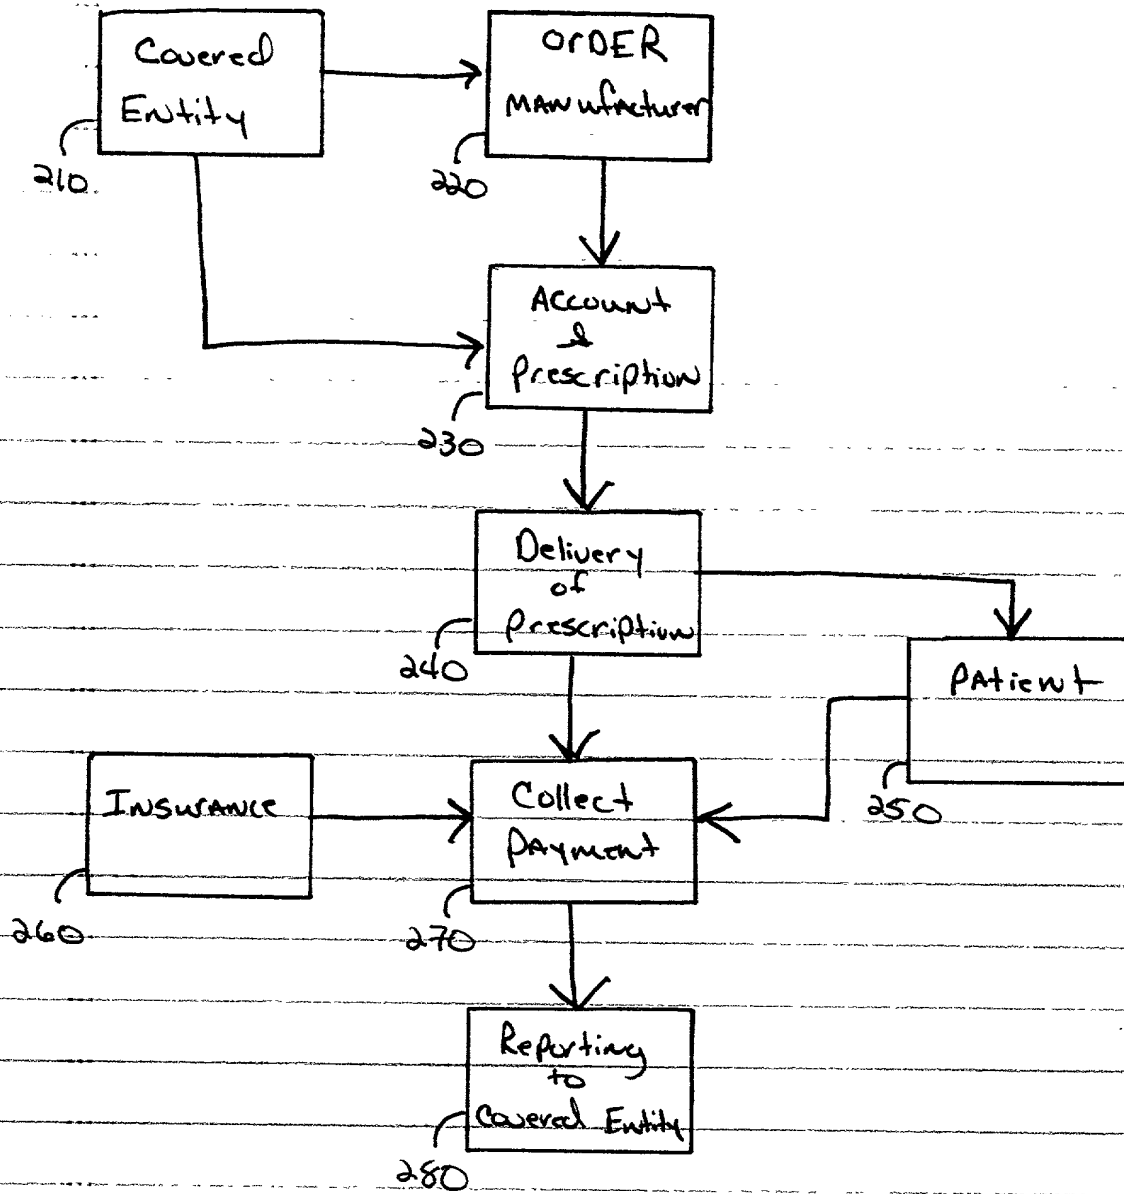 Covered
Entity
210
OrDER
MANufacturer
220
Account
&
Prescription
230
Delivery
of
Prescription
240
PAtient
250
INSURANCE
260
Collect
PAYMENT
270
Reporting
to
Covered Entity
280